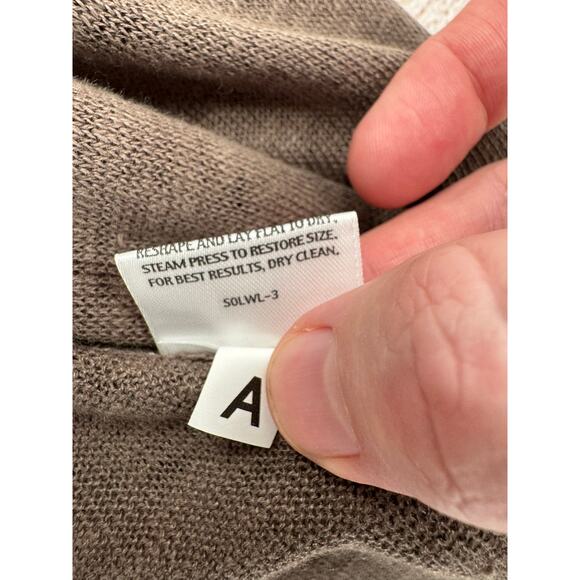 RESHAPE AND LAY FLAT TO DRY.
STEAM PRESS TO RESTORE SIZE.
FOR BEST RESULTS, DRY CLEAN.
S0LWL-3
A